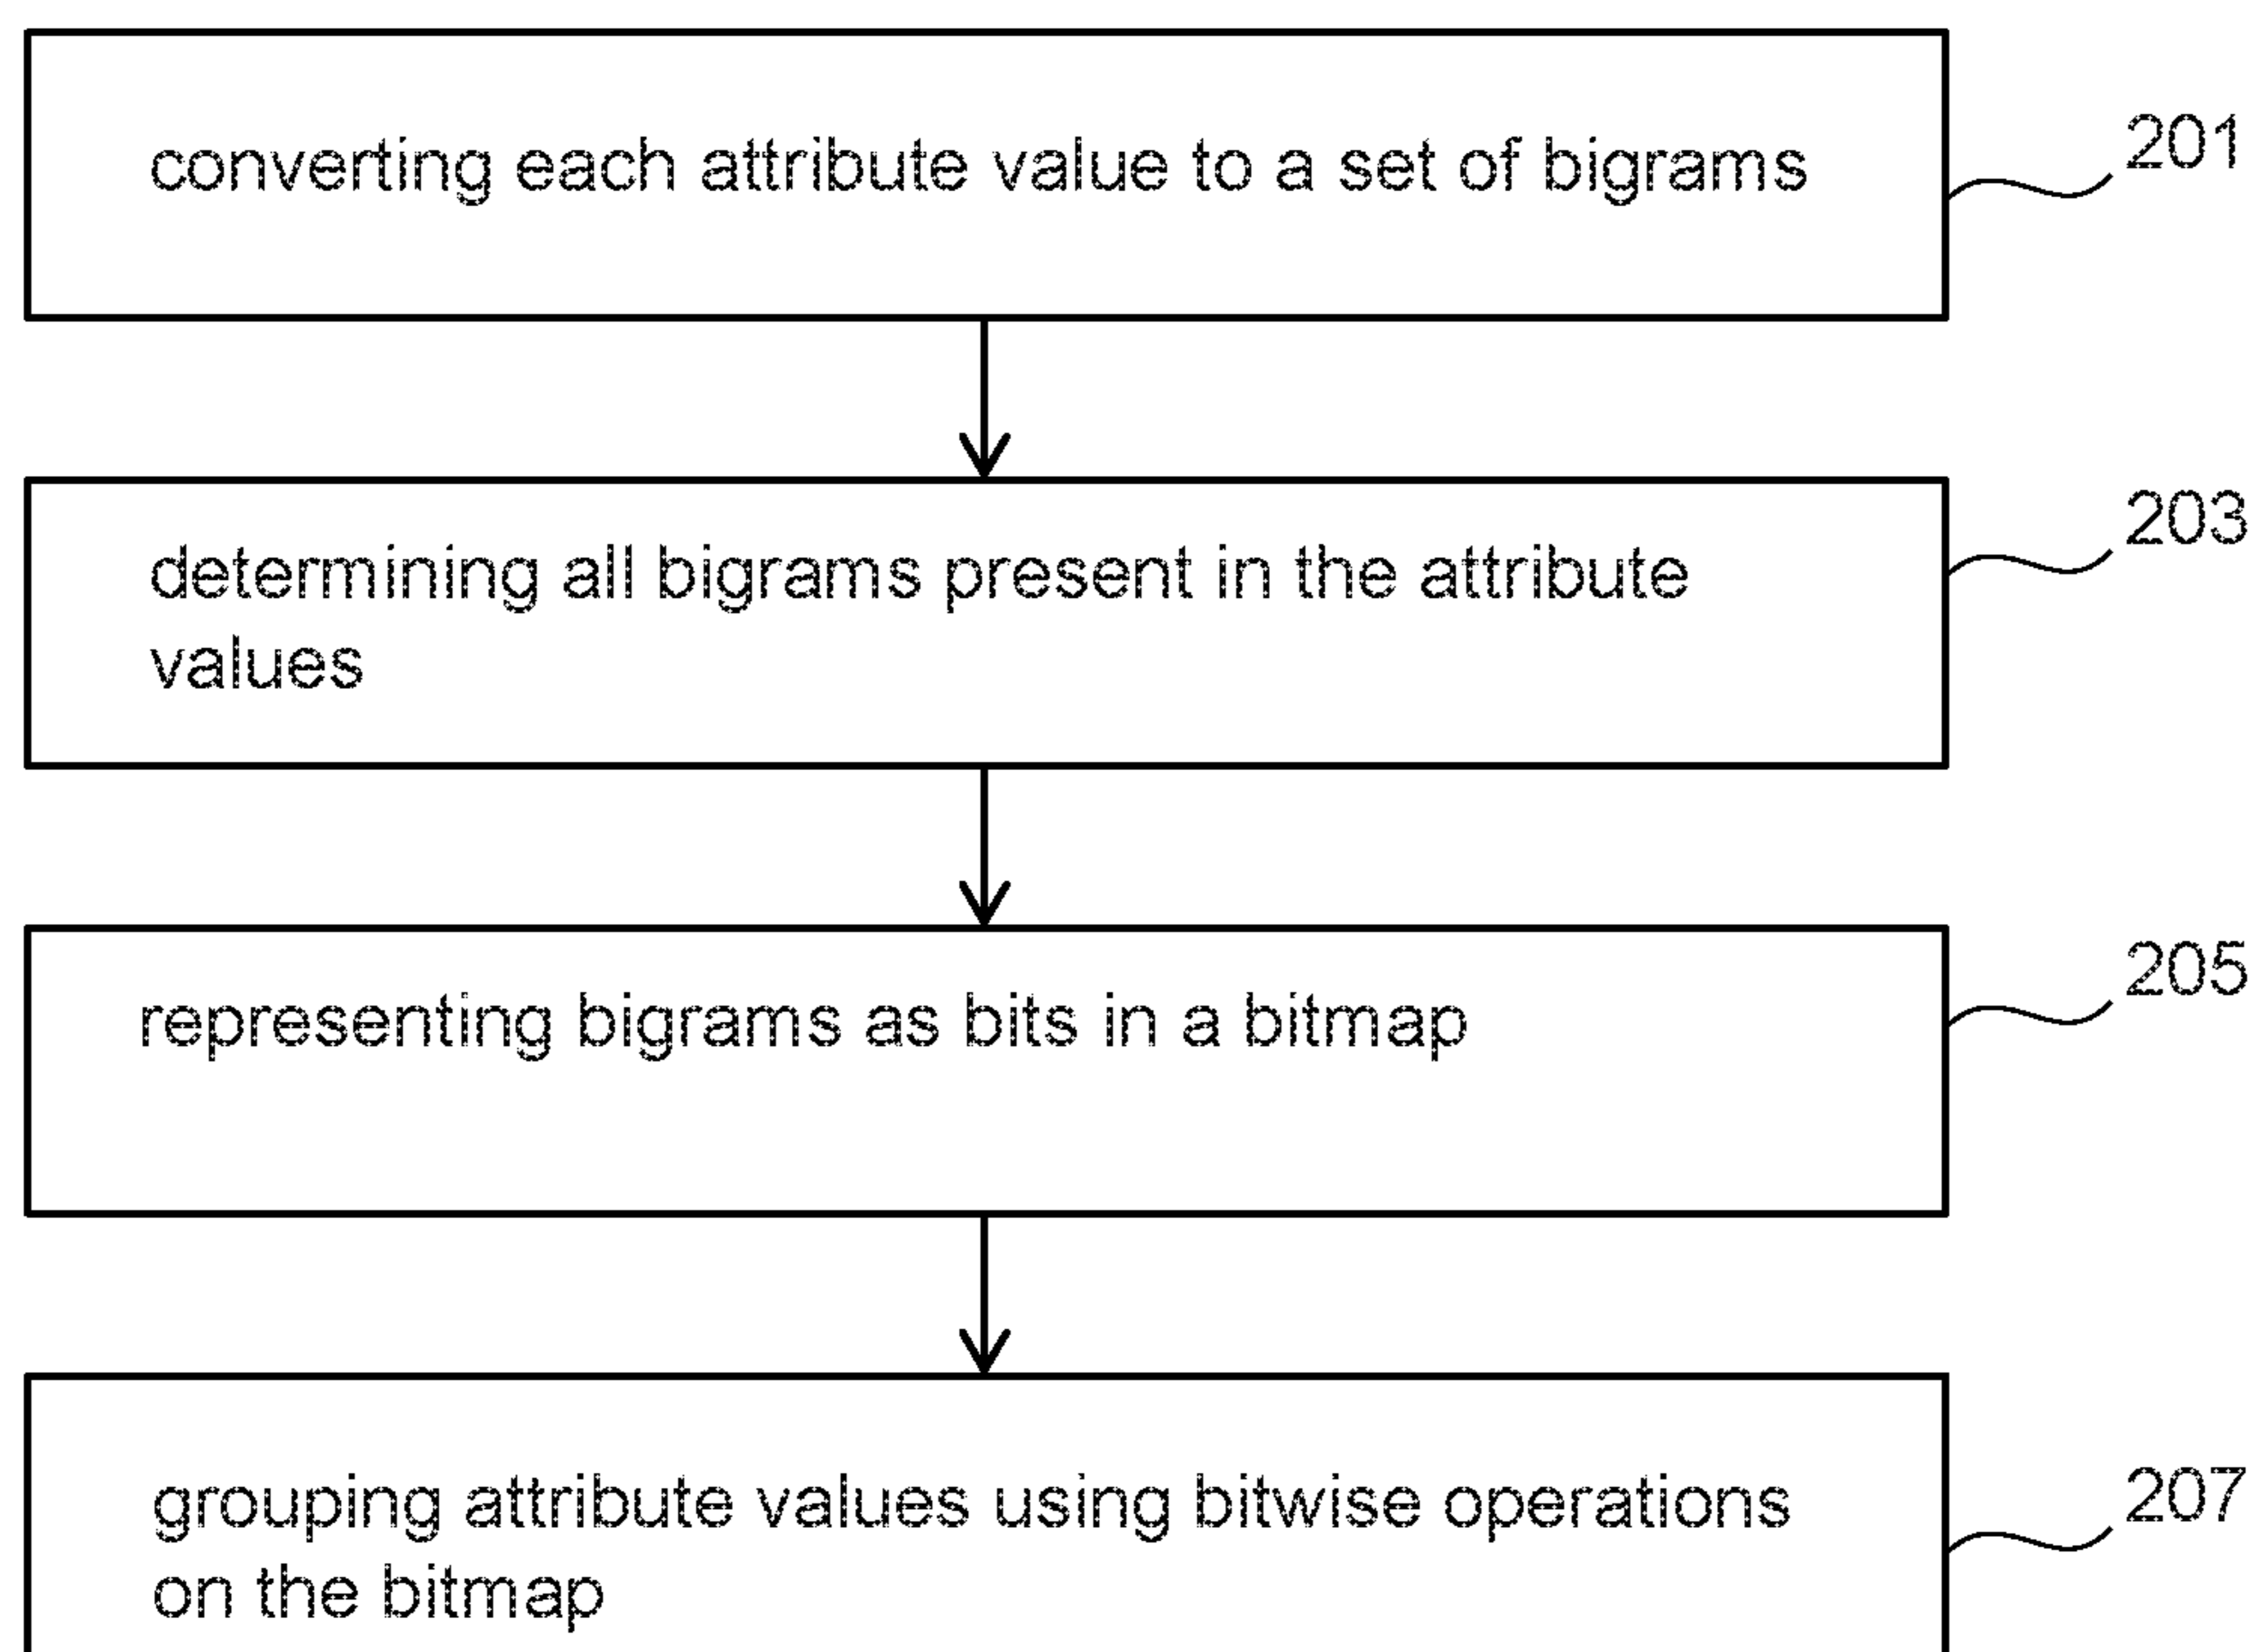 converting each attribute value to a set of bigrams
201
determining all bigrams present in the attribute
values
203
representing bigrams as bits in a bitmap
205
grouping attribute values using bitwise operations
on the bitmap
207